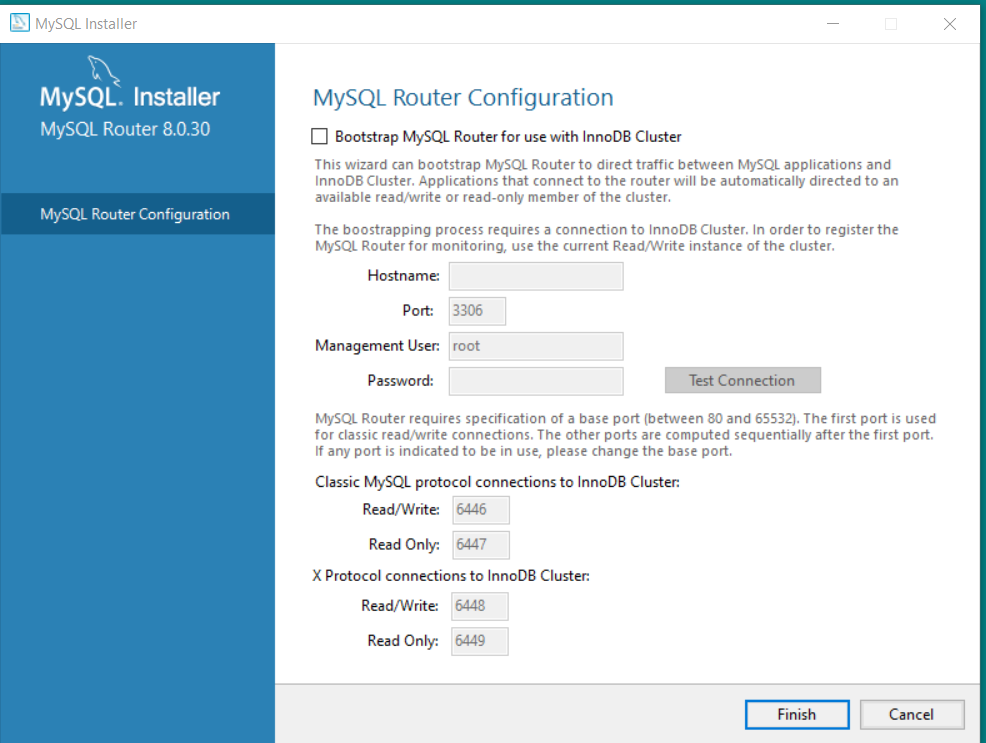 MySQL Installer
MySQL. Installer
MySQL Router 8.0.30
MySQL Router Configuration
MySQL Router Configuration
Bootstrap MySQL Router for use with InnoDB Cluster
This wizard can bootstrap MySQL Router to direct traffic between MySQL applications and
InnoDB Cluster. Applications that connect to the router will be automatically directed to an
available read/write or read-only member of the cluster.
The boostrapping process requires a connection to InnoDB Cluster. In order to register the
MySQL Router for monitoring, use the current Read/Write instance of the cluster.
Hostname:
Port: 3306
Management User: root
Password: Test Connection
MySQL Router requires specification of a base port (between 80 and 65532). The first port is used
for classic read/write connections. The other ports are computed sequentially after the first port.
If any port is indicated to be in use, please change the base port.
Classic MySQL protocol connections to InnoDB Cluster:
Read/Write: 6446
Read Only: 6447
X Protocol connections to InnoDB Cluster:
Read/Write: 6448
Read Only: 6449
Finish Cancel